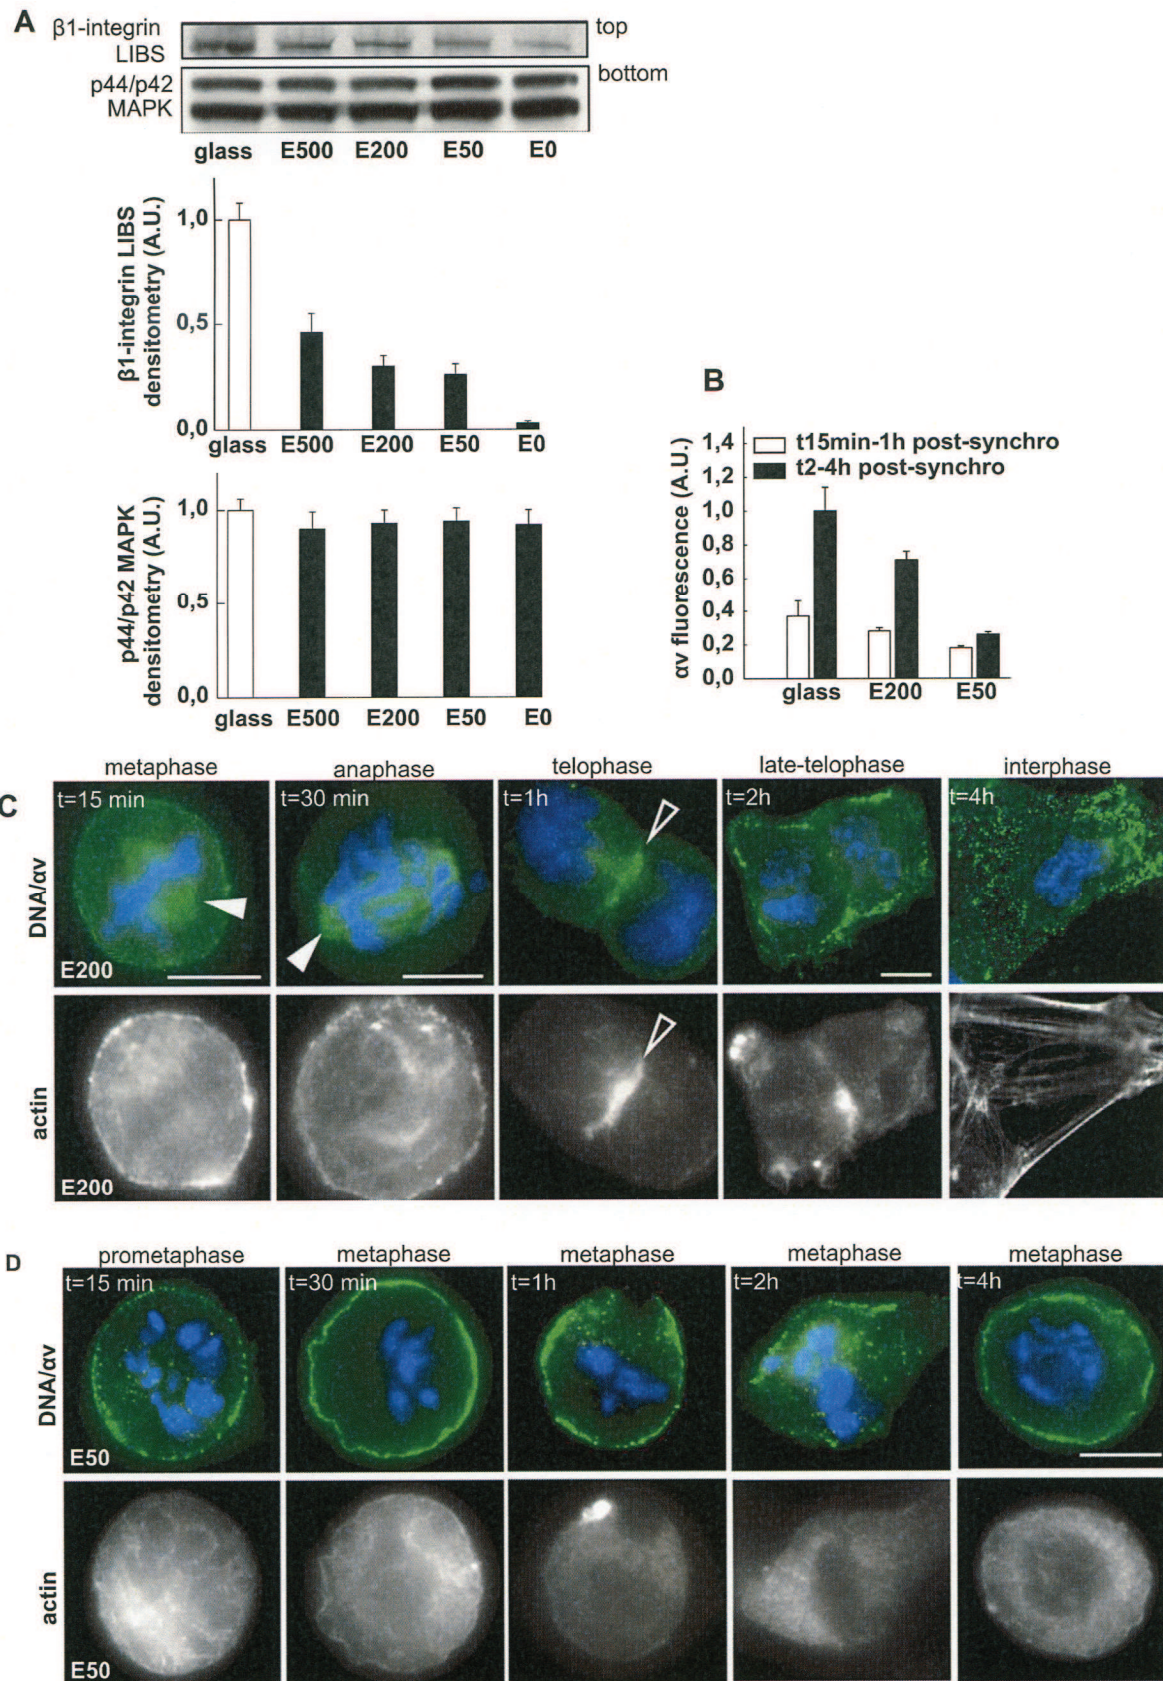 A
β1-integrin
LIBS
top
p44/p42
MAPK
bottom
glass E500 E200 E50 E0
β1-integrin LIBS
densitometry (A.U.)
1,0
0,5
0,0
glass E500 E200 E50 E0
p44/p42 MAPK
densitometry (A.U.)
1,0
0,5
0,0
glass E500 E200 E50 E0
B
αv fluorescence (A.U.)
1,4
1,2
1,0
0,8
0,6
0,4
0,2
0,0
t15min-1h post-synchro
t2-4h post-synchro
glass E200 E50
C
metaphase anaphase telophase late-telophase interphase
DNA/αv
t=15 min t=30 min t=1h t=2h t=4h
E200
actin
E200
D
prometaphase metaphase metaphase metaphase metaphase
DNA/αv
t=15 min t=30 min t=1h t=2h t=4h
E50
actin
E50